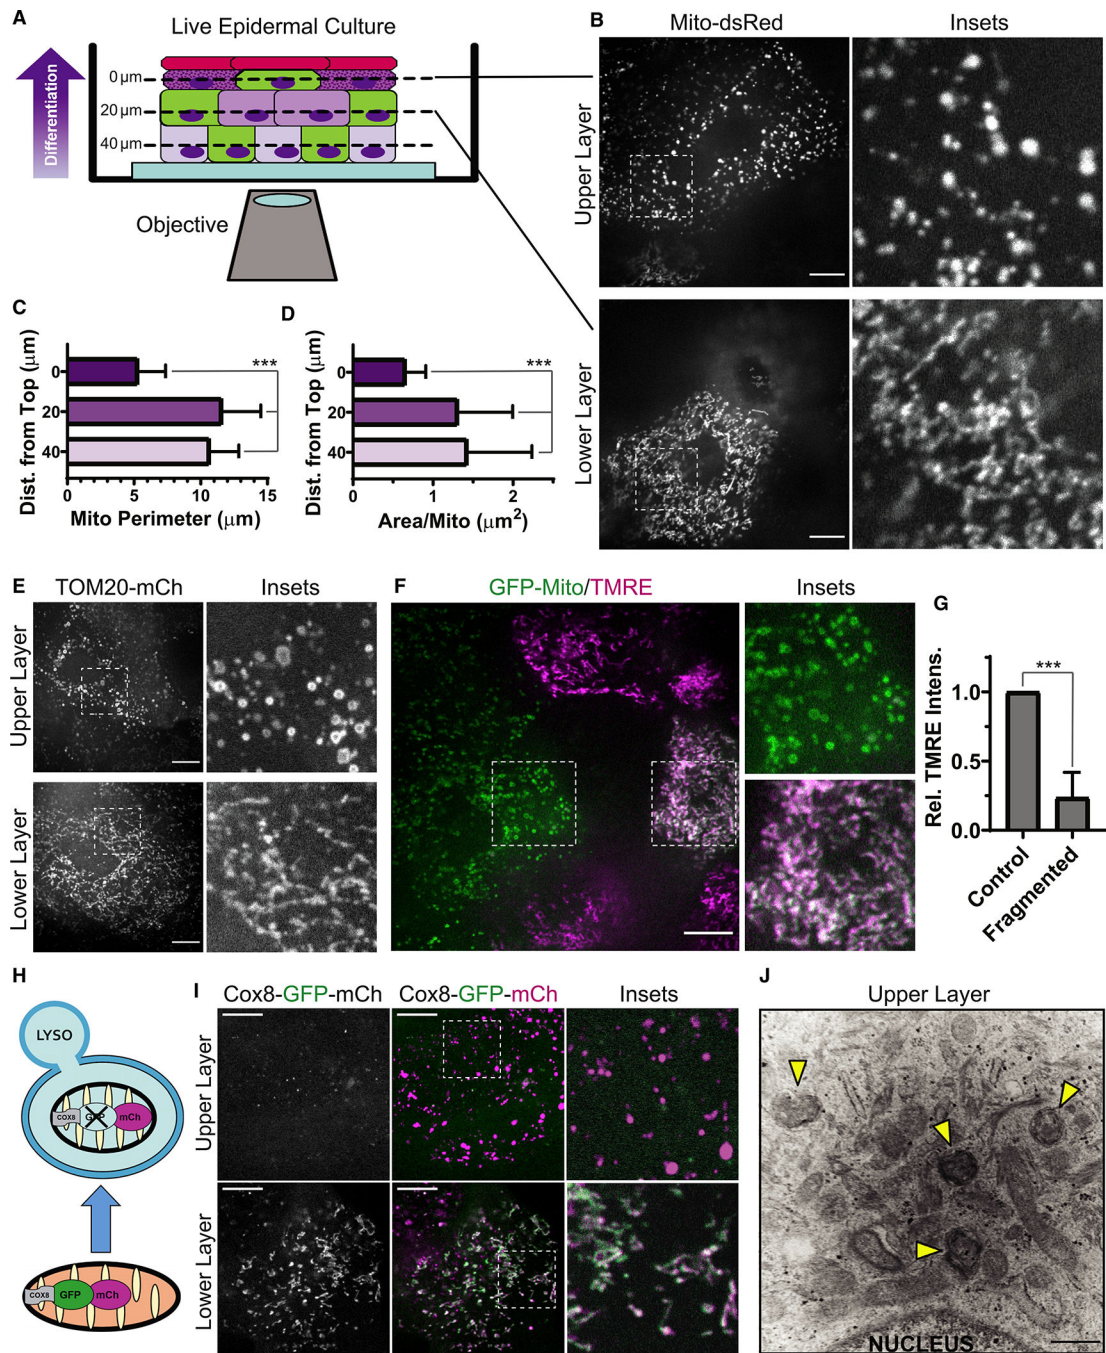 A
Live Epidermal Culture
Differentiation
0 µm
20 µm
40 µm
Objective
B
Mito-dsRed
Insets
Upper Layer
Lower Layer
C
Dist. from Top (µm)
0
20
40
***
0
5
10
15
Mito Perimeter (µm)
D
Dist. from Top (µm)
0
20
40
***
0
1
2
Area/Mito (µm²)
E
TOM20-mCh
Insets
Upper Layer
Lower Layer
F
GFP-Mito/TMRE
Insets
G
Rel. TMRE Intens.
***
1.0
0.5
0.0
Control
Fragmented
H
LYSO
COX8
GFP
mCh
COX8
GFP
mCh
I
Cox8-GFP-mCh
Cox8-GFP-mCh
Insets
Upper Layer
Lower Layer
J
Upper Layer
NUCLEUS